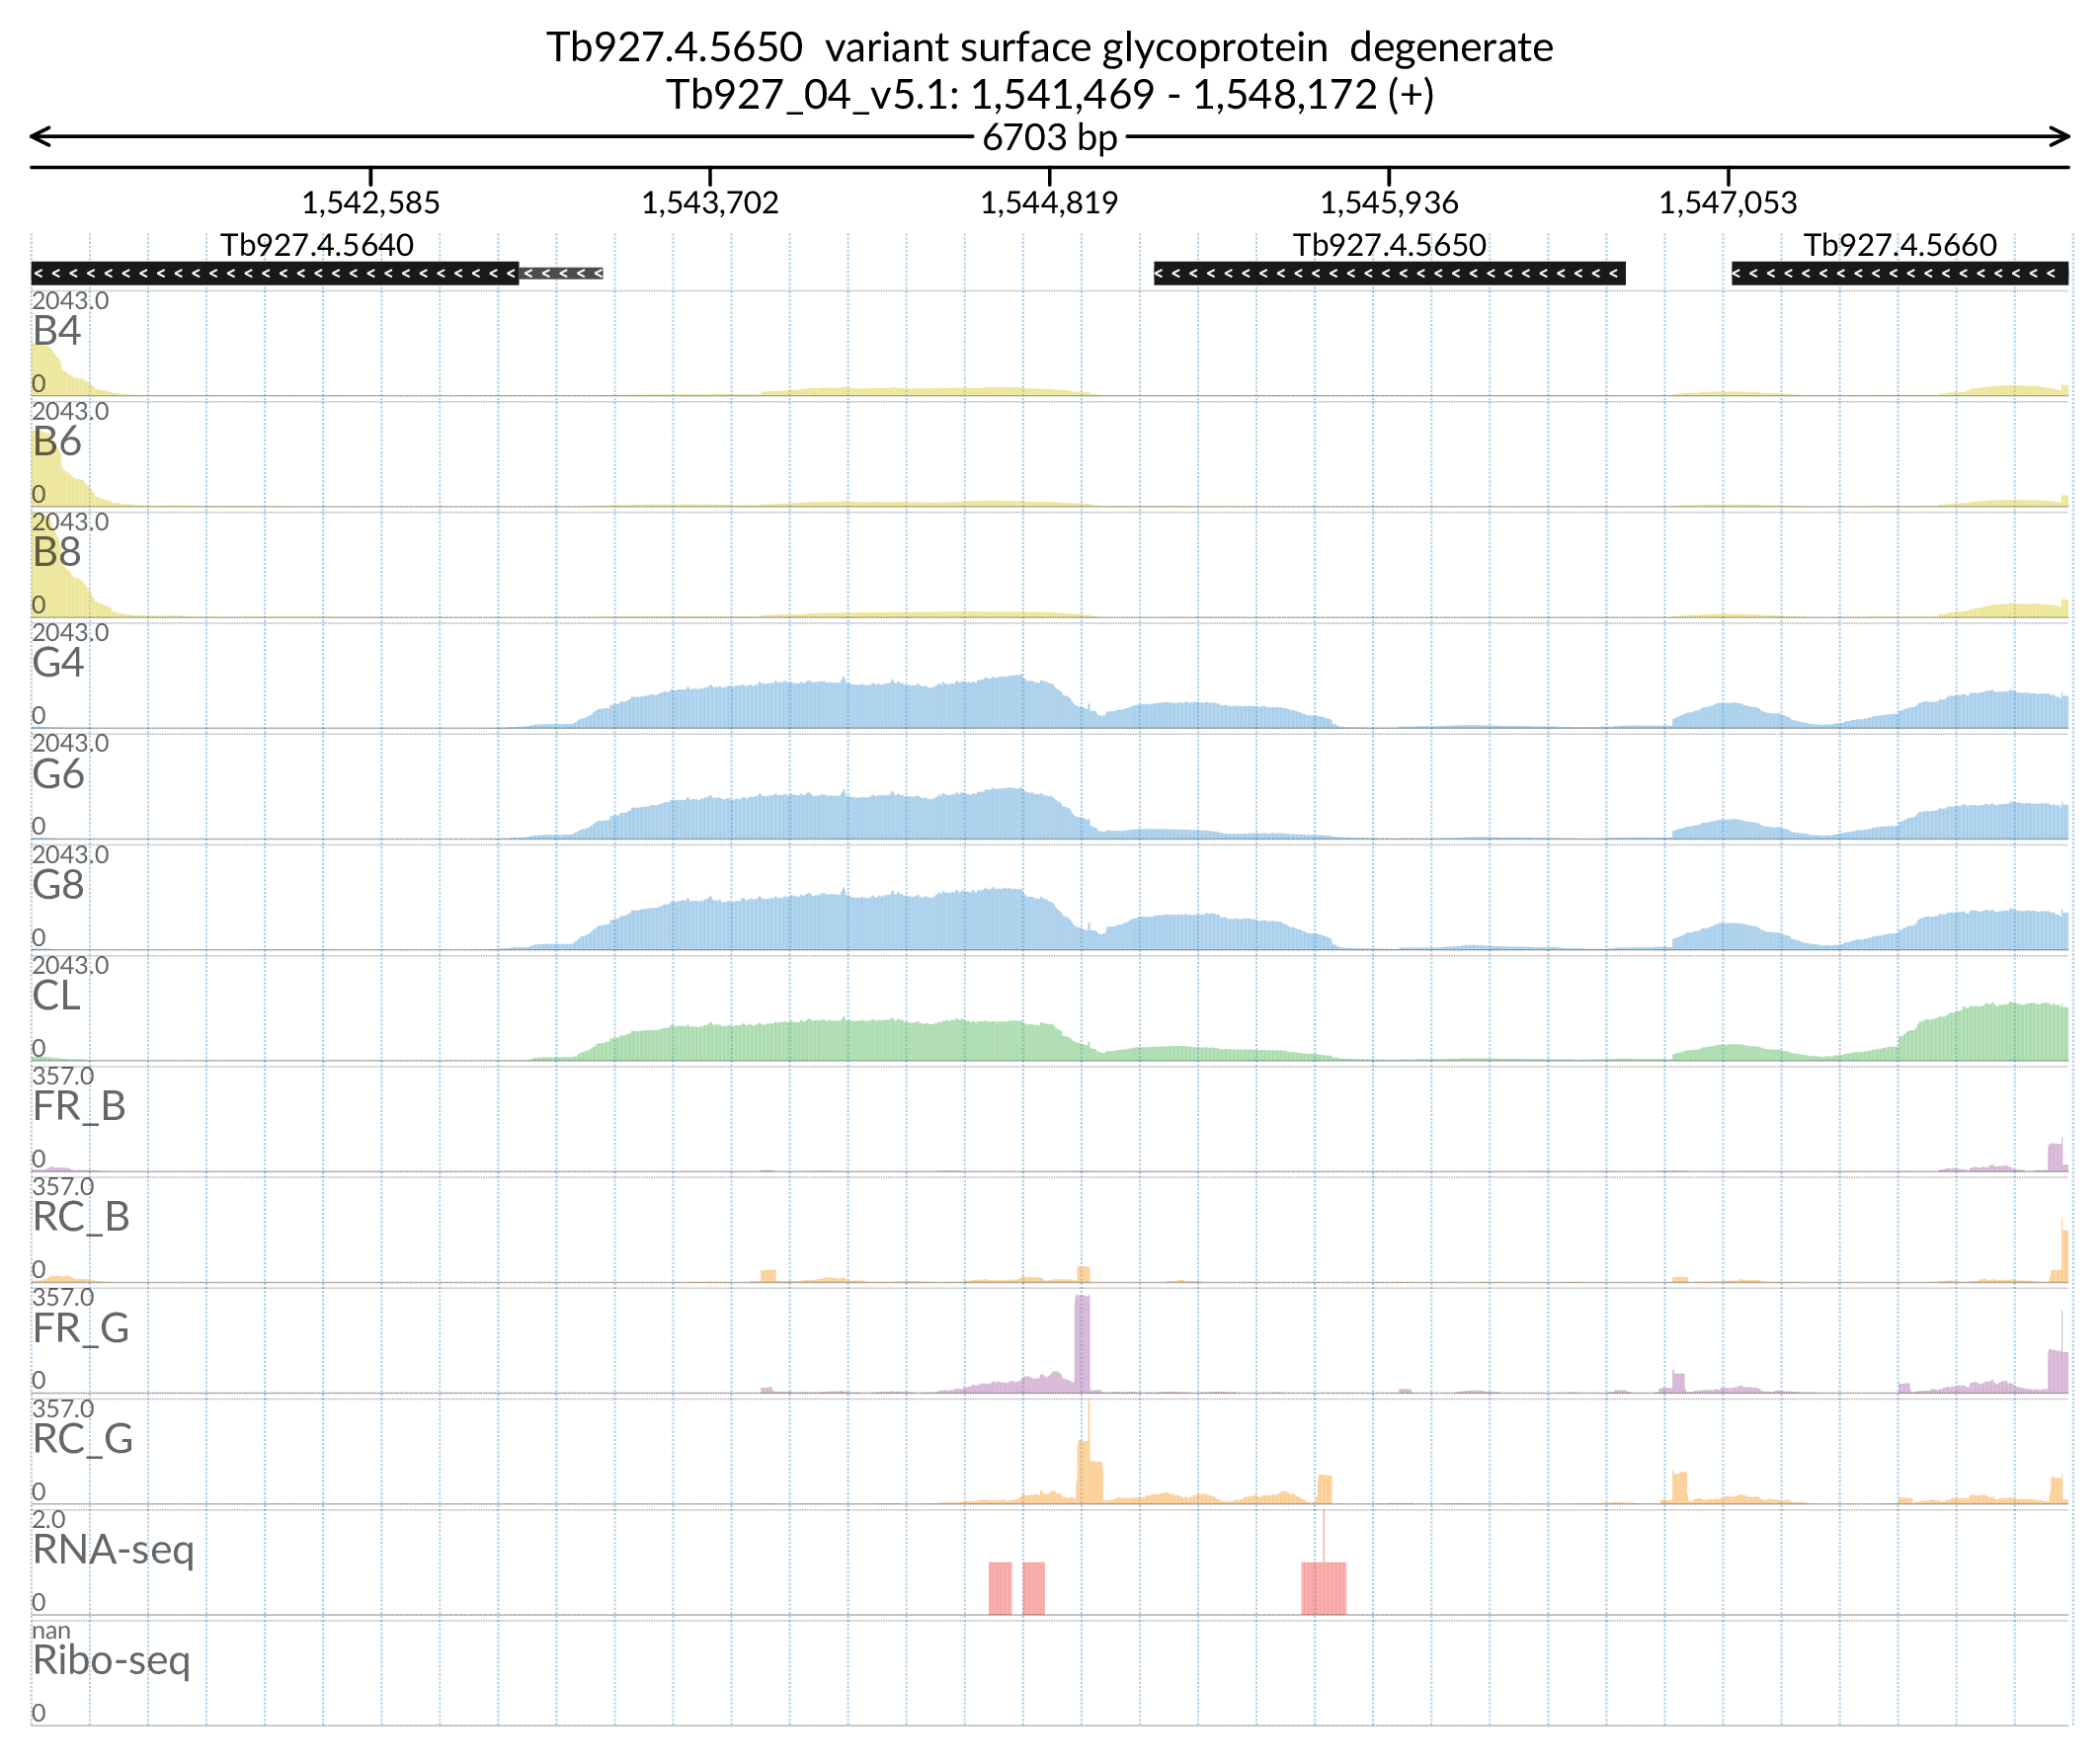 Tb927.4.5650 variant surface glycoprotein degenerate
Tb927_04_v5.1: 1,541,469 - 1,548,172 (+)
6703 bp
1,542,585 1,543,702 1,544,819 1,545,936 1,547,053
Tb927.4.5640 Tb927.4.5650 Tb927.4.5660
2043.0
B4
0
2043.0
B6
0
2043.0
B8
0
2043.0
G4
0
2043.0
G6
0
2043.0
G8
0
2043.0
CL
0
357.0
FR_B
0
357.0
RC_B
0
357.0
FR_G
0
357.0
RC_G
0
2.0
RNA-seq
0
nan
Ribo-seq
0